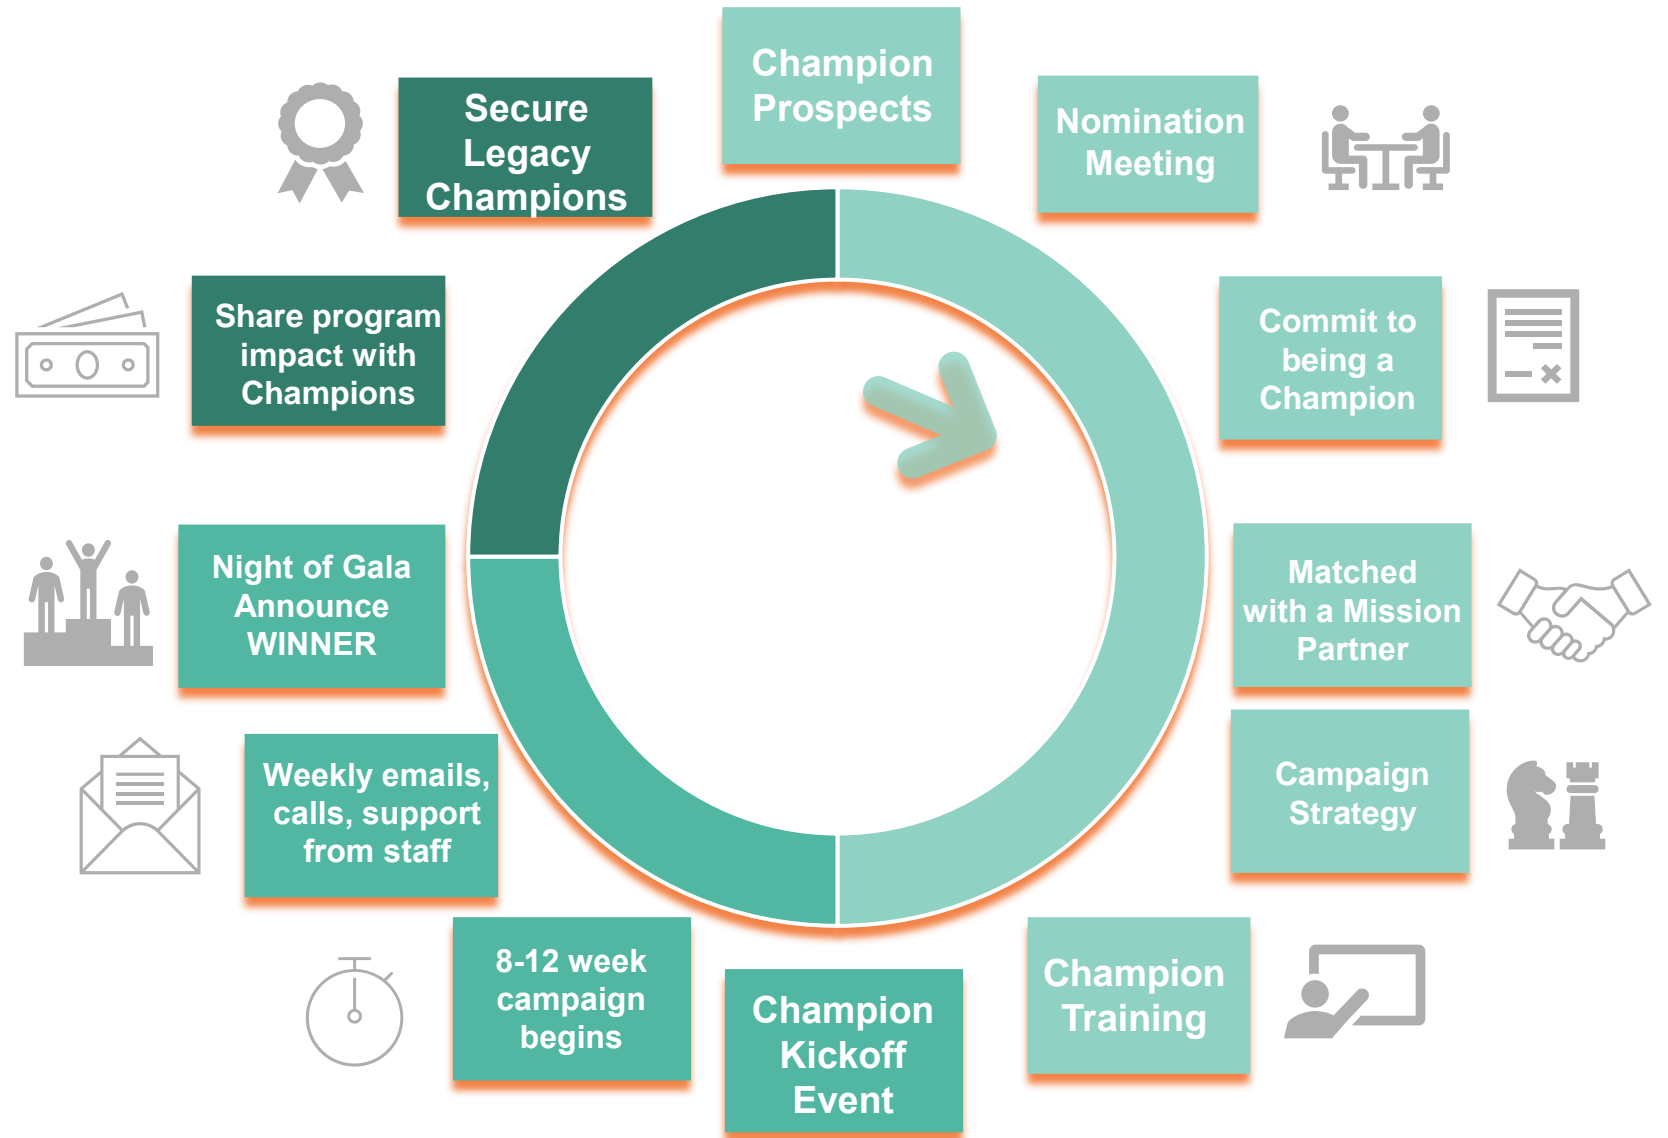 Champion
Prospects
Nomination
Meeting
Commit to
being a
Champion
Matched
with a Mission
Partner
Campaign
Strategy
Champion
Training
Champion
Kickoff
Event
8-12 week
campaign
begins
Weekly emails,
calls, support
from staff
Night of Gala
Announce
WINNER
Share program
impact with
Champions
Secure
Legacy
Champions